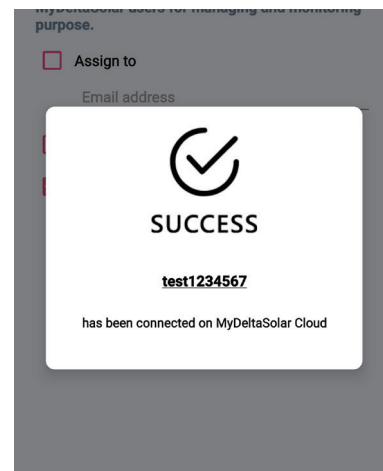 MyDeltaSolar users for managing and monitoring
purpose.
Assign to
Email address
SUCCESS
test1234567
has been connected on MyDeltaSolar Cloud